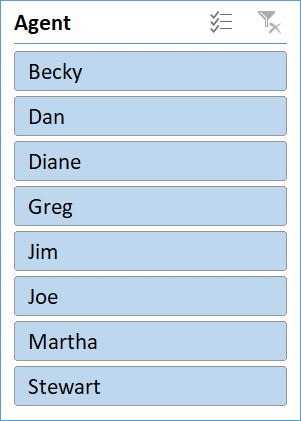 Agent
Becky
Dan
Diane
Greg
Jim
Joe
Martha
Stewart